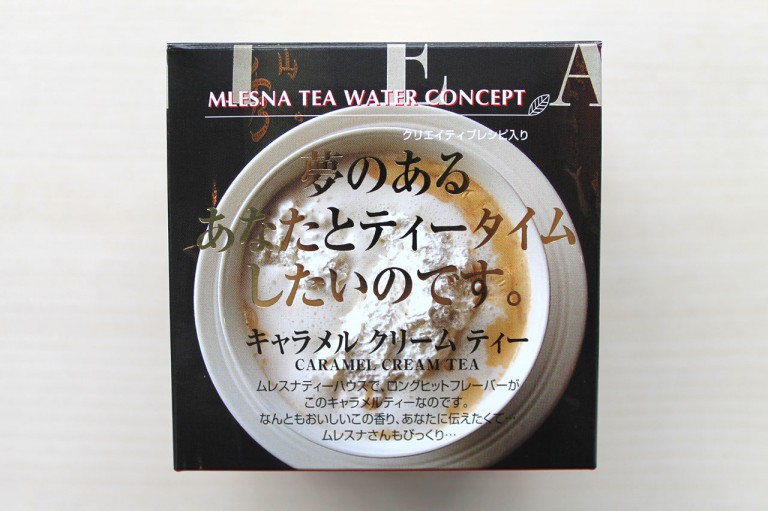 TEA
MLESNA TEA WATER CONCEPT
クリエイティブレシピ入り
夢のある
あなたとティータイム
したいのです。
キャラメル クリーム ティー
CARAMEL CREAM TEA
ムレスナティーハウスで、ロングヒットフレーバーが
このキャラメルティーなのです。
なんともおいしいこの香り、あなたに伝えたくて…
ムレスナさんもびっくり…